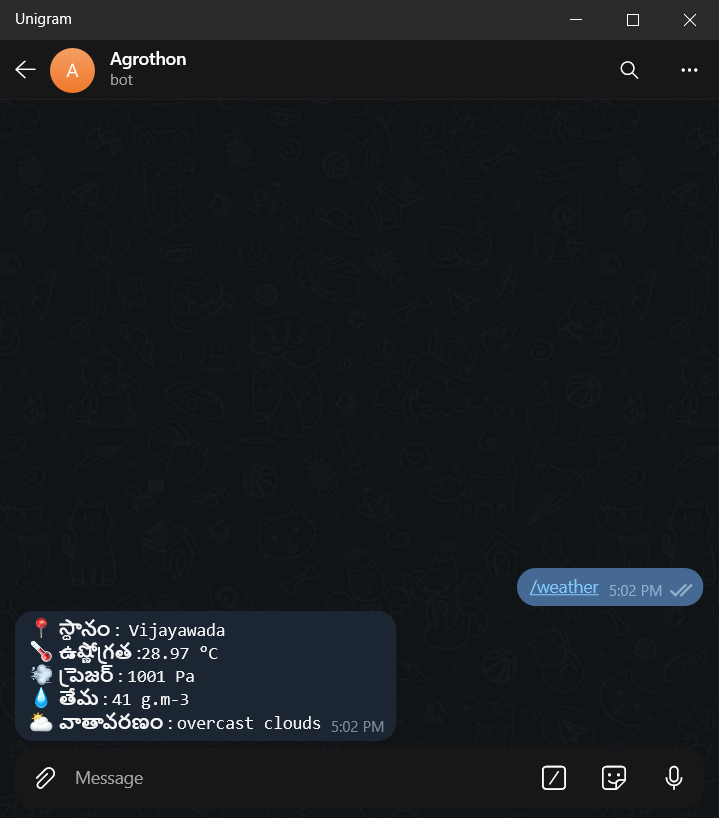 Unigram
A
Agrothon
bot
/weather 5:02 PM
స్థానం : Vijayawada
ఉష్ణోగ్రత :28.97 °C
ప్రెజర్ : 1001 Pa
తేమ : 41 g.m-3
వాతావరణం : overcast clouds 5:02 PM
Message